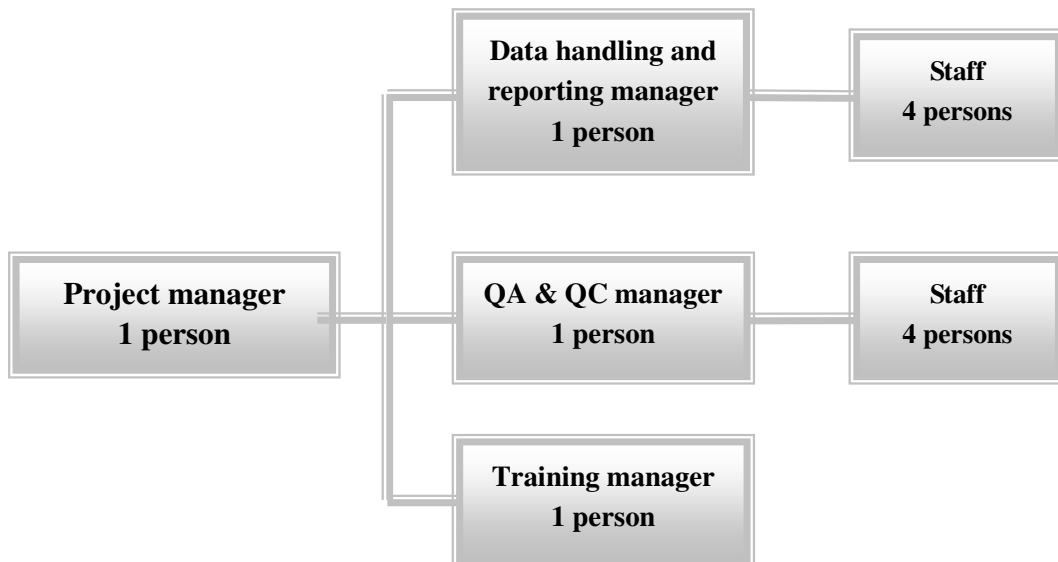 Data handling and
reporting manager
1 person
Staff
4 persons
Project manager
1 person
QA & QC manager
1 person
Staff
4 persons
Training manager
1 person